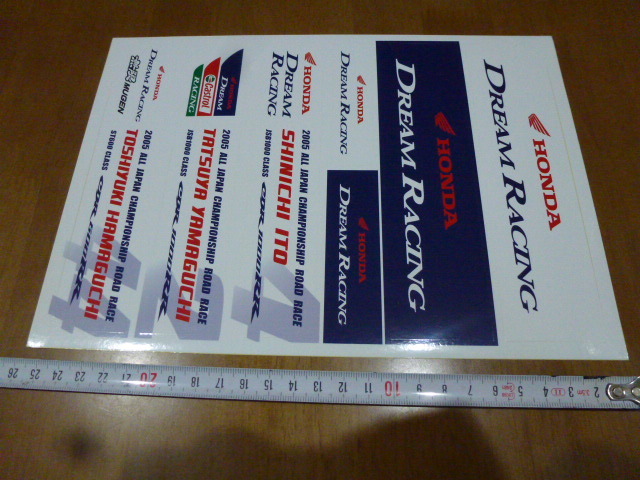 HONDA
DREAM RACING
HONDA
DREAM RACING
HONDA
DREAM RACING
HONDA
DREAM RACING
HONDA
DREAM
RACING
DREAM
Castrol
RACING
HONDA
DREAM RACING
MUGEN
2005 ALL JAPAN CHAMPIONSHIP ROAD RACE
JSB1000 CLASS
SHINICHI ITO
CBR1000RR
2005 ALL JAPAN CHAMPIONSHIP ROAD RACE
JSB1000 CLASS
TATSUYA YAMAGUCHI
CBR1000RR
2005 ALL JAPAN CHAMPIONSHIP ROAD RACE
ST600 CLASS
TOSHIYUKI HAMAGUCHI
26 25 24 23 22 21 20 19 18 17 16 15 14 13 12 11 10 9 8 7 6 5 4 3 2